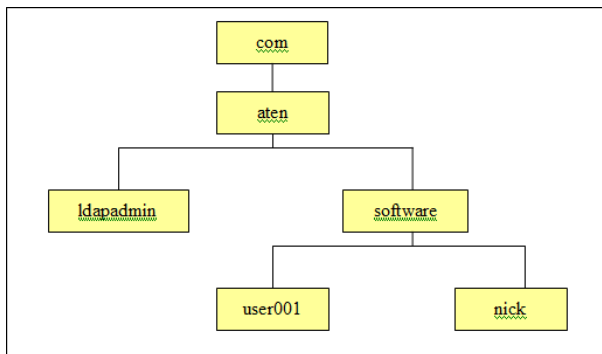 com
aten
ldapadmin
software
user001
nick